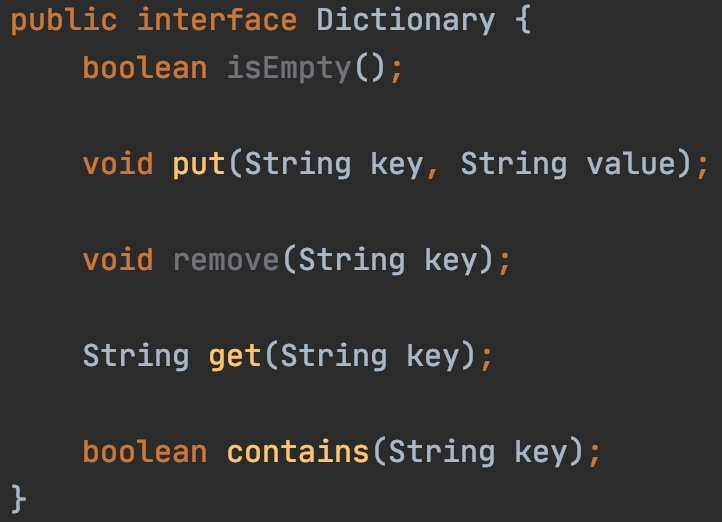 public interface Dictionary {
boolean isEmpty();
void put(String key, String value);
void remove(String key);
String get(String key);
boolean contains(String key);
}